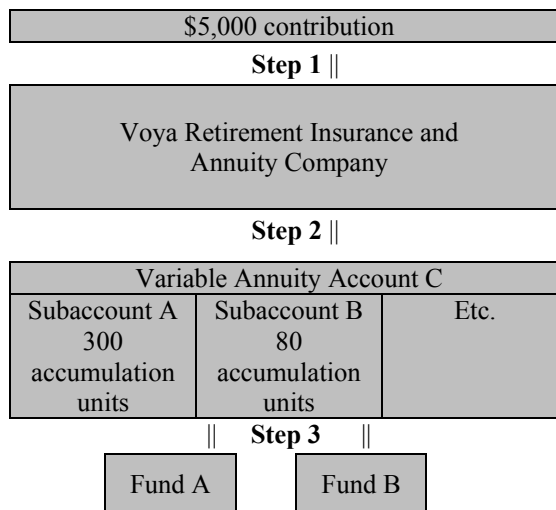 $5,000 contribution
Step 1 ||
Voya Retirement Insurance and
Annuity Company
Step 2 ||
Variable Annuity Account C
Subaccount A
300
accumulation
units
Subaccount B
80
accumulation
units
Etc.
|| Step 3 ||
Fund A
Fund B